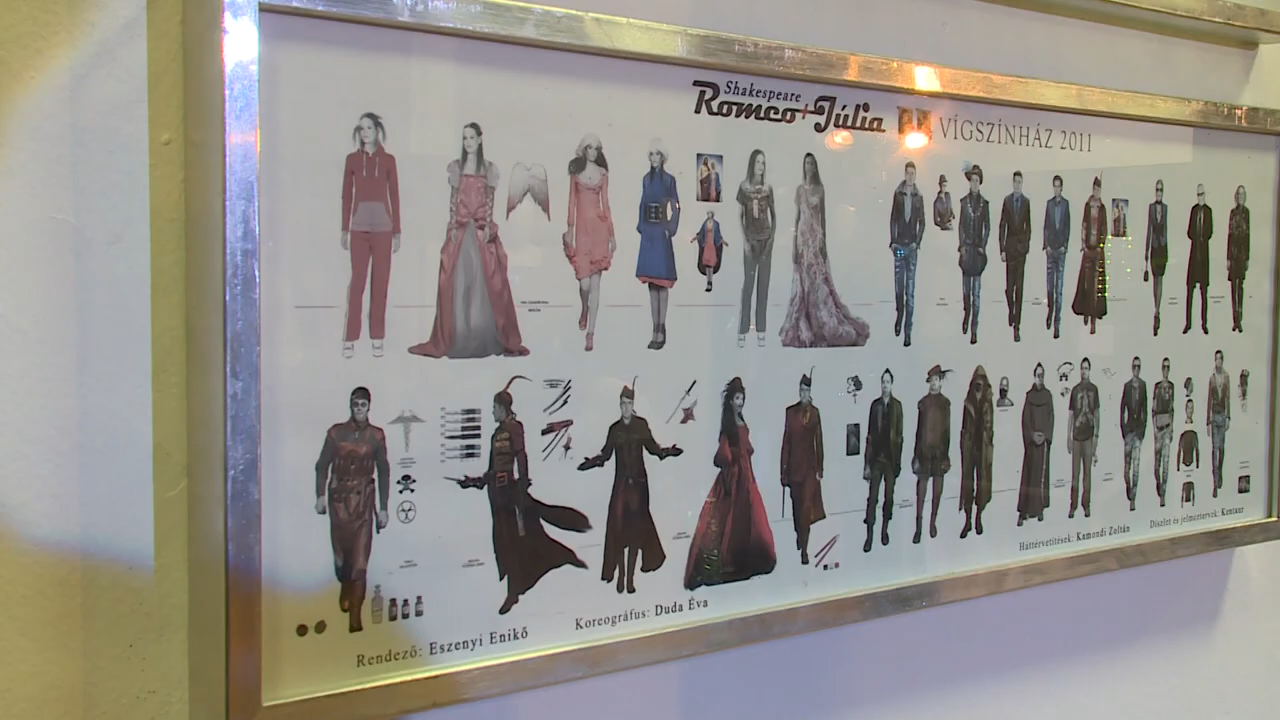 Shakespeare
Romeo+Júlia VÍGSZÍNHÁZ 2011
Háttérvetítések: Kamondi Zoltán
Díszlet és jelmeztervek: Kentaur
Koreográfus: Duda Éva
Rendező: Eszenyi Enikő